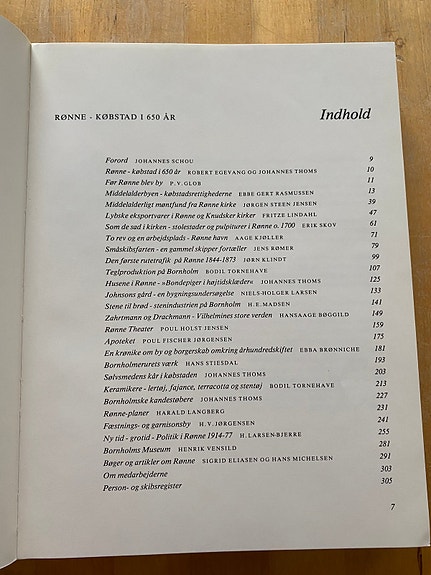 RØNNE - KØBSTAD I 650 ÅR
Indhold
Forord JOHANNES SCHOU 9
Rønne - købstad i 650 år ROBERT EGEVANG OG JOHANNES THOMS 10
Før Rønne blev by P.V. GLOB 11
Middelalderbyen - købstadsrettighederne EBBE GERT RASMUSSEN 13
Middelalderligt møntfund fra Rønne kirke JØRGEN STEEN JENSEN 39
Lybske eksportvarer i Rønne og Knudsker kirker FRITZE LINDAHL 47
Som de sad i kirken - stolestader og pulpiturer i Rønne o. 1700 ERIK SKOV 61
To rev og en arbejdsplads - Rønne havn AAGE KJØLLER 71
Småskibsfarten - en gammel skipper fortæller JENS RØMER 79
Den første rutetrafik på Rønne 1844-1873 JØRN KLINDT 99
Teglproduktion på Bornholm BODIL TORNEHAVE 107
Husene i Rønne - »Bondepiger i højtidsklæder« JOHANNES THOMS 125
Johnsons gård - en bygningsundersøgelse NIELS-HOLGER LARSEN 133
Stene til brød - stenindustrien på Bornholm H.E. MADSEN 141
Zahrtmann og Drachmann - Vilhelmines store verden HANSAAGE BØGGILD 149
Rønne Theater POUL HOLST JENSEN 159
Apoteket POUL FISCHER JØRGENSEN 175
En krønike om by og borgerskab omkring århundredskiftet EBBA BRØNNICHE 181
Bornholmerurets værk HANS STIESDAL 193
Sølvsmedens kår i købstaden JOHANNES THOMS 203
Keramikere - lertøj, fajance, terracotta og stentøj BODIL TORNEHAVE 213
Bornholmske kandestøbere JOHANNES THOMS 227
Rønne-planer HARALD LANGBERG 231
Fæstnings- og garnisonsby H.V. JØRGENSEN 241
Ny tid - grotid - Politik i Rønne 1914-77 H. LARSEN-BJERRE 255
Bornholms Museum HENRIK VENSILD 281
Bøger og artikler om Rønne SIGRID ELIASEN OG HANS MICHELSEN 291
Om medarbejderne 303
Person- og skibsregister 305
7